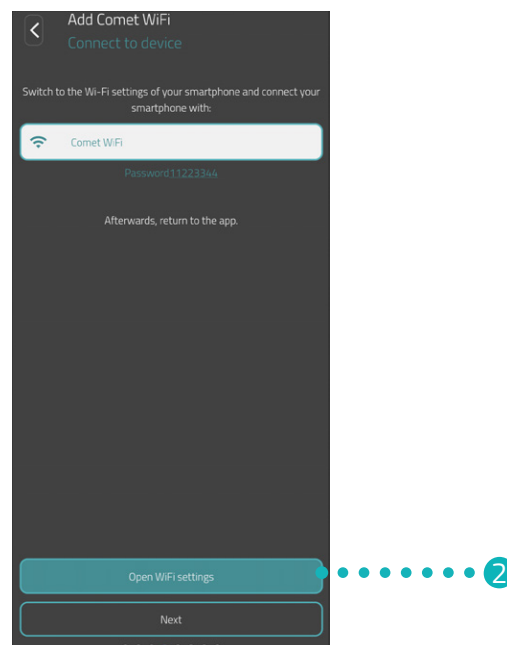 Add Comet WiFi
Connect to device
Switch to the Wi-Fi settings of your smartphone and connect your
smartphone with:
Comet WiFi
Password11223344
Afterwards, return to the app.
Open WiFi settings
2
Next